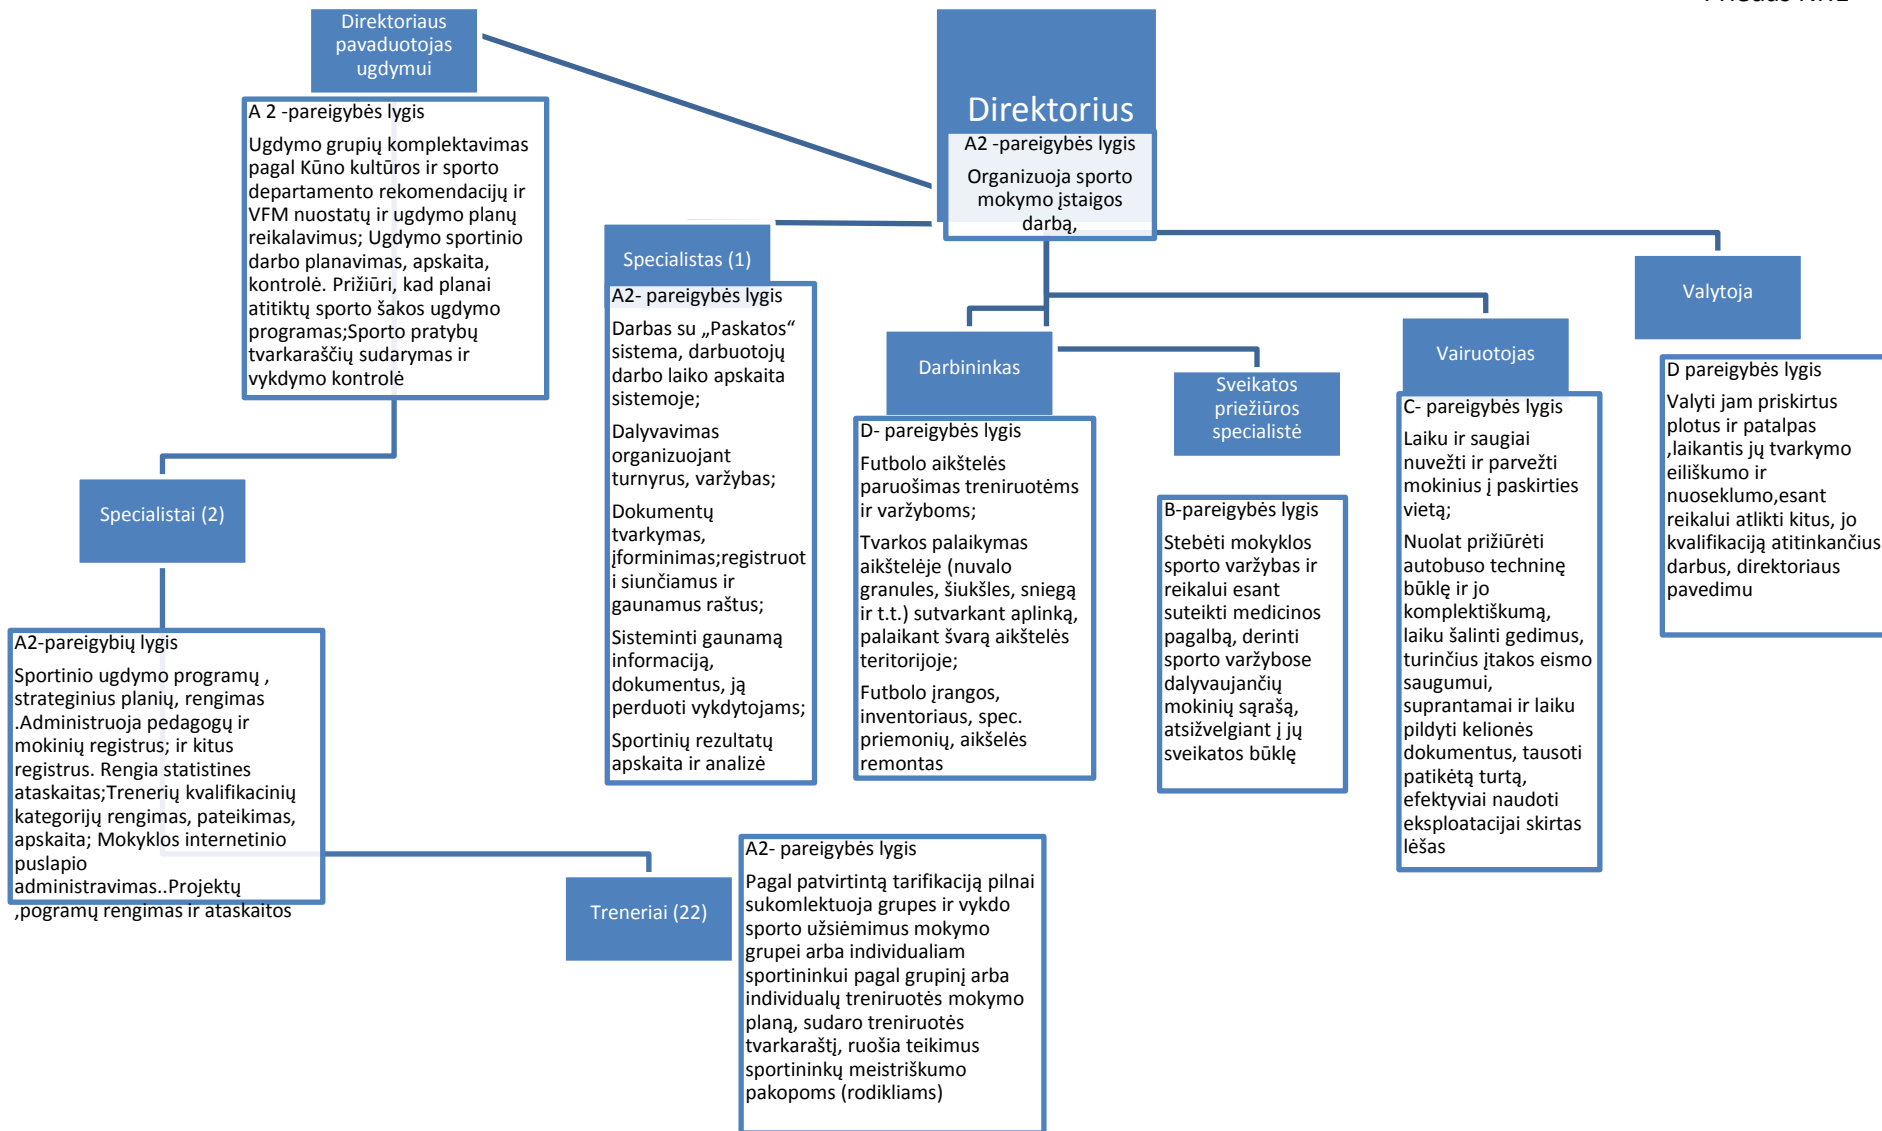 Direktoriaus
pavaduotojas
ugdymui
A 2 -pareigybės lygis
Ugdymo grupių komplektavimas
pagal Kūno kultūros ir sporto
departamento rekomendacijų ir
VFM nuostatų ir ugdymo planų
reikalavimus; Ugdymo sportinio
darbo planavimas, apskaita,
kontrolė. Prižiūri, kad planai
atitiktų sporto šakos ugdymo
programas;Sporto pratybų
tvarkaraščių sudarymas ir
vykdymo kontrolė
Direktorius
A2 -pareigybės lygis
Organizuoja sporto
mokymo įstaigos
darbą,
Specialistas (1)
A2- pareigybės lygis
Darbas su „Paskatos“
sistema, darbuotojų
darbo laiko apskaita
sistemoje;
Dalyvavimas
organizuojant
turnyrus, varžybas;
Dokumentų
tvarkymas,
įforminimas;registruot
i siunčiamus ir
gaunamus raštus;
Sisteminti gaunamą
informaciją,
dokumentus, ją
perduoti vykdytojams;
Sportinių rezultatų
apskaita ir analizė
Darbininkas
D- pareigybės lygis
Futbolo aikštelės
paruošimas treniruotėms
ir varžyboms;
Tvarkos palaikymas
aikštelėje (nuvalo
granules, šiukšles, sniegą
ir t.t.) sutvarkant aplinką,
palaikant švarą aikštelės
teritorijoje;
Futbolo įrangos,
inventoriaus, spec.
priemonių, aikšelės
remontas
Sveikatos
priežiūros
specialistė
B-pareigybės lygis
Stebėti mokyklos
sporto varžybas ir
reikalui esant
suteikti medicinos
pagalbą, derinti
sporto varžybose
dalyvaujančių
mokinių sąrašą,
atsižvelgiant į jų
sveikatos būklę
Vairuotojas
C- pareigybės lygis
Laiku ir saugiai
nuvežti ir parvežti
mokinius į paskirties
vietą;
Nuolat prižiūrėti
autobuso techninę
būklę ir jo
komplektiškumą,
laiku šalinti gedimus,
turinčius įtakos eismo
saugumui,
suprantamai ir laiku
pildyti kelionės
dokumentus, tausoti
patikėtą turtą,
efektyviai naudoti
eksploatacijai skirtas
lėšas
Valytoja
D pareigybės lygis
Valyti jam priskirtus
plotus ir patalpas
,laikantis jų tvarkymo
eiliškumo ir
nuoseklumo,esant
reikalui atlikti kitus, jo
kvalifikaciją atitinkančius
darbus, direktoriaus
pavedimu
Specialistai (2)
A2-pareigybių lygis
Sportinio ugdymo programų ,
strateginius planių, rengimas
.Administruoja pedagogų ir
mokinių registrus; ir kitus
registrus. Rengia statistines
ataskaitas;Trenerių kvalifikacinių
kategorijų rengimas, pateikimas,
apskaita; Mokyklos internetinio
puslapio
administravimas..Projektų
,pogramų rengimas ir ataskaitos
Treneriai (22)
A2- pareigybės lygis
Pagal patvirtintą tarifikaciją pilnai
sukomlektuoja grupes ir vykdo
sporto užsiėmimus mokymo
grupei arba individualiam
sportininkui pagal grupinį arba
individualų treniruotės mokymo
planą, sudaro treniruotės
tvarkaraštį, ruošia teikimus
sportininkų meistriškumo
pakopoms (rodikliams)